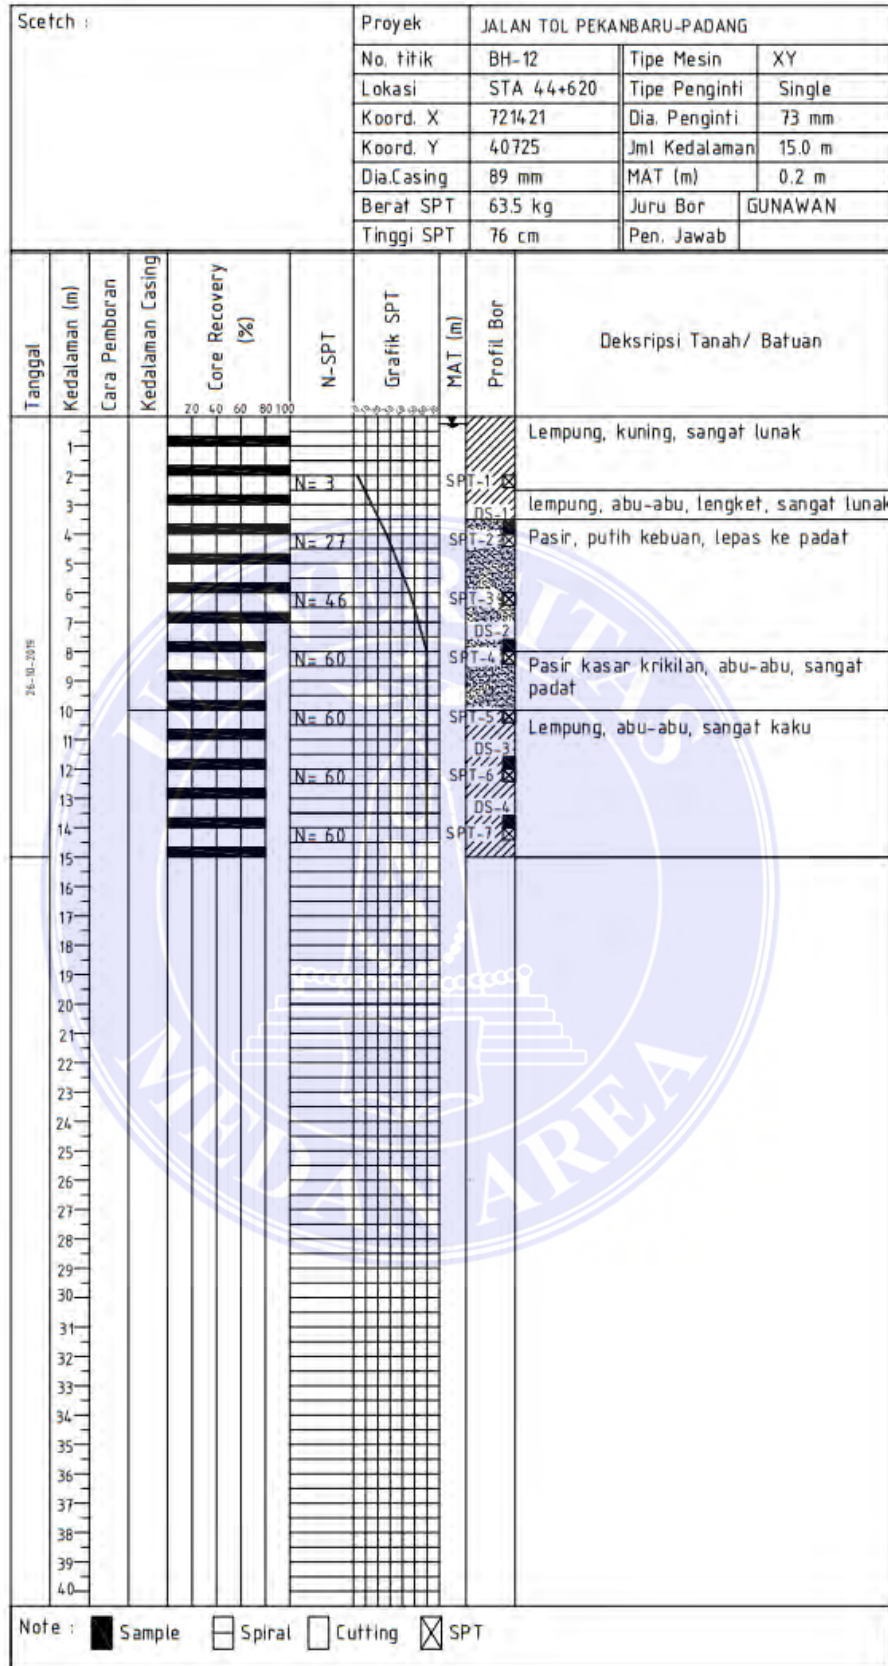 Scetch :
Proyek JALAN TOL PEKANBARU-PADANG
No. titik BH-12 Tipe Mesin XY
Lokasi STA 44+620 Tipe Penginti Single
Koord. X 721421 Dia. Penginti 73 mm
Koord. Y 40725 Jml Kedalaman 15.0 m
Dia.Casing 89 mm MAT (m) 0.2 m
Berat SPT 63.5 kg Juru Bor GUNAWAN
Tinggi SPT 76 cm Pen. Jawab
Tanggal
Kedalaman (m)
Cara Pemboran
Kedalaman Casing
Core Recovery
(%)
N-SPT
Grafik SPT
MAT (m)
Profil Bor
Deksripsi Tanah/ Batuan
20 40 60 80 100
Lempung, kuning, sangat lunak
1
2
N= 3
SPT-1
3
DS-1
lempung, abu-abu, lengket, sangat lunak
4
N= 27
SPT-2
Pasir, putih kebuan, lepas ke padat
5
6
N= 46
SPT-3
7
DS-2
26-10-2019
8
N= 60
SPT-4
Pasir kasar krikilan, abu-abu, sangat
padat
9
10
N= 60
SPT-5
Lempung, abu-abu, sangat kaku
11
DS-3
12
N= 60
SPT-6
13
DS-4
14
N= 60
SPT-7
15
16
17
18
19
20
21
22
23
24
25
26
27
28
29
30
31
32
33
34
35
36
37
38
39
40
UNIVERSITAS
MEDAN AREA
Note : Sample Spiral Cutting SPT